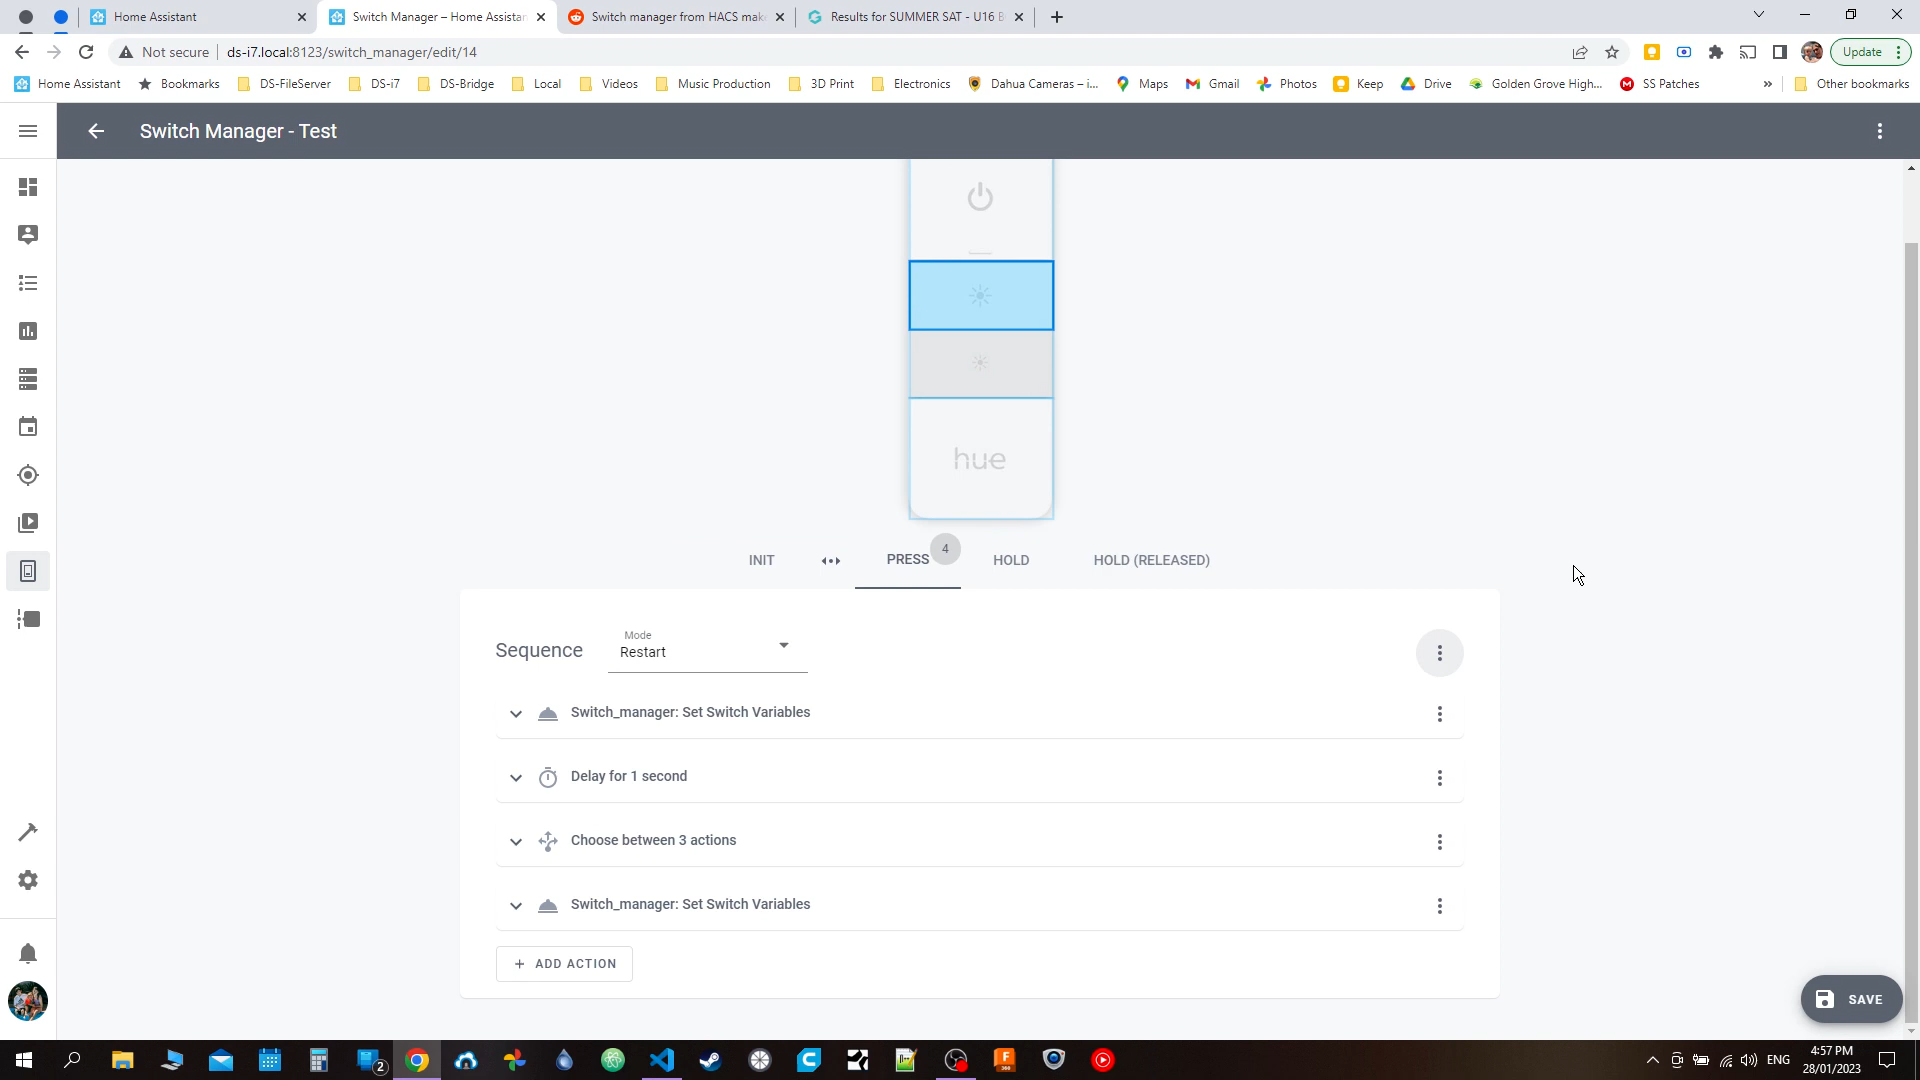 Home Assistant
Switch Manager – Home Assistan
Switch manager from HACS make
Results for SUMMER SAT - U16 B
Not secure
ds-i7.local:8123/switch_manager/edit/14
Update
Home Assistant
Bookmarks
DS-FileServer
DS-i7
DS-Bridge
Local
Videos
Music Production
3D Print
Electronics
Dahua Cameras – i...
Maps
Gmail
Photos
Keep
Drive
Golden Grove High...
SS Patches
»
Other bookmarks
Switch Manager - Test
hue
INIT
PRESS
4
HOLD
HOLD (RELEASED)
Sequence
Mode
Restart
Switch_manager: Set Switch Variables
Delay for 1 second
Choose between 3 actions
Switch_manager: Set Switch Variables
+ ADD ACTION
SAVE
2
ENG
4:57 PM
28/01/2023